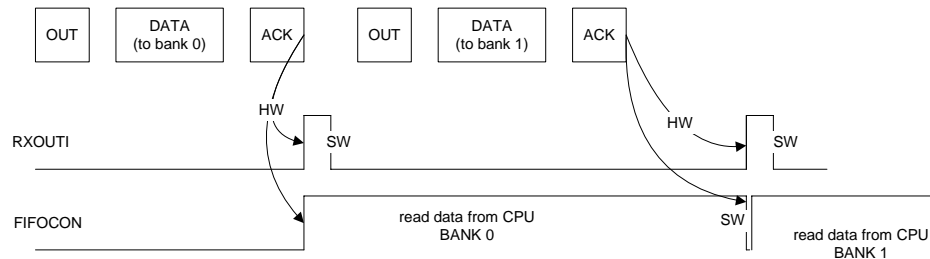 OUT
DATA
(to bank 0)
ACK
OUT
DATA
(to bank 1)
ACK
HW
HW
RXOUTI
SW
SW
FIFOCON
read data from CPU
BANK 0
SW
read data from CPU
BANK 1